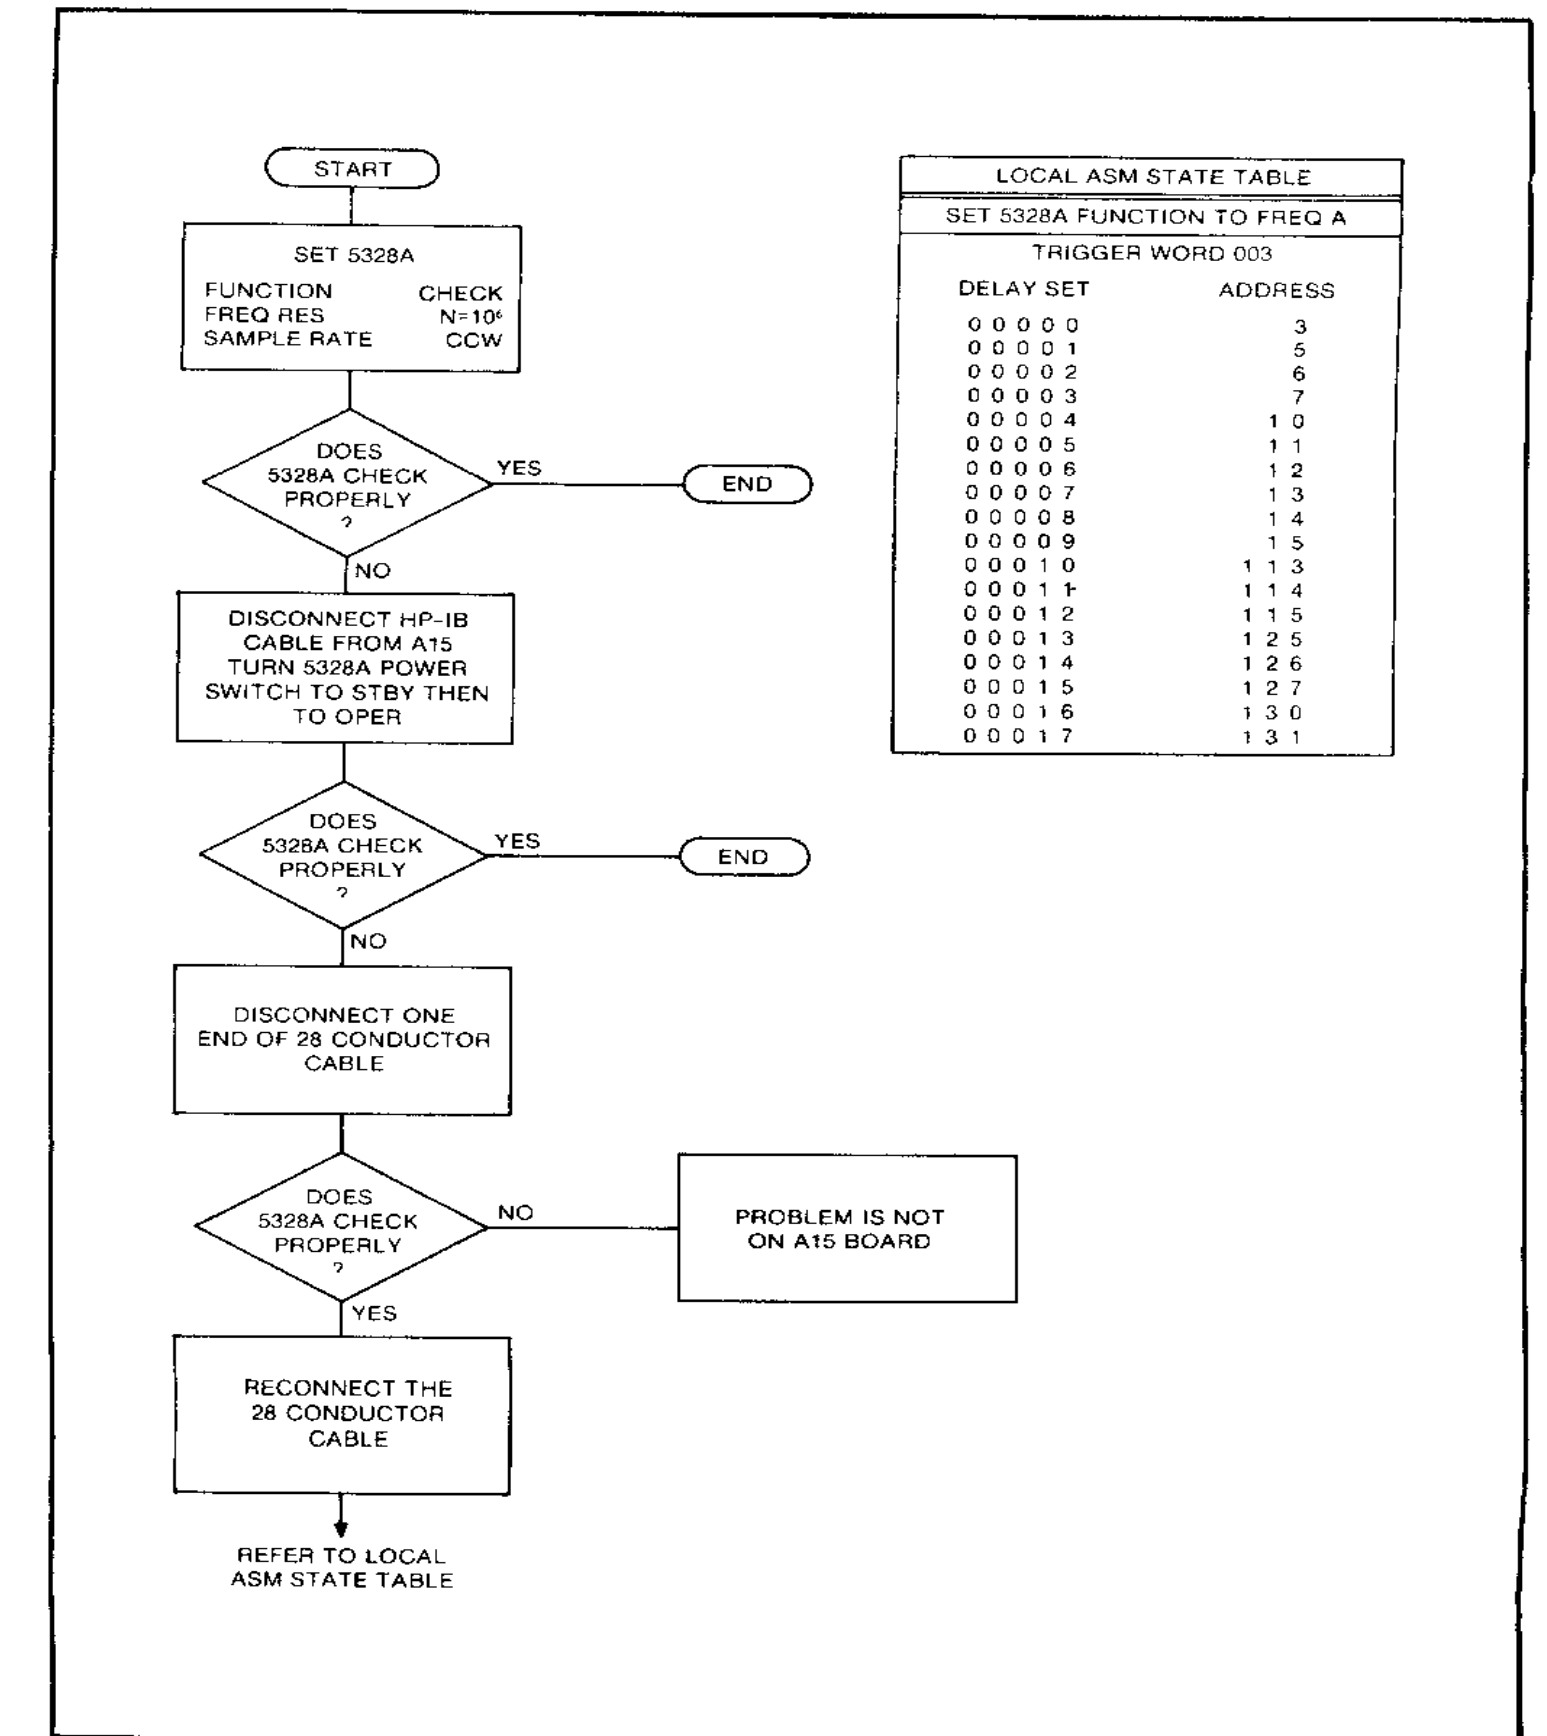 START
SET 5328A
FUNCTION CHECK
FREQ RES N=10⁶
SAMPLE RATE CCW
DOES
5328A CHECK
PROPERLY
?
YES
END
NO
DISCONNECT HP-IB
CABLE FROM A15
TURN 5328A POWER
SWITCH TO STBY THEN
TO OPER
DOES
5328A CHECK
PROPERLY
?
YES
END
NO
DISCONNECT ONE
END OF 28 CONDUCTOR
CABLE
DOES
5328A CHECK
PROPERLY
?
NO
PROBLEM IS NOT
ON A15 BOARD
YES
RECONNECT THE
28 CONDUCTOR
CABLE
REFER TO LOCAL
ASM STATE TABLE
LOCAL ASM STATE TABLE
SET 5328A FUNCTION TO FREQ A
TRIGGER WORD 003
DELAY SET ADDRESS
0 0 0 0 0 3
0 0 0 0 1 5
0 0 0 0 2 6
0 0 0 0 3 7
0 0 0 0 4 1 0
0 0 0 0 5 1 1
0 0 0 0 6 1 2
0 0 0 0 7 1 3
0 0 0 0 8 1 4
0 0 0 0 9 1 5
0 0 0 1 0 1 1 3
0 0 0 1 1 1 1 4
0 0 0 1 2 1 1 5
0 0 0 1 3 1 2 5
0 0 0 1 4 1 2 6
0 0 0 1 5 1 2 7
0 0 0 1 6 1 3 0
0 0 0 1 7 1 3 1